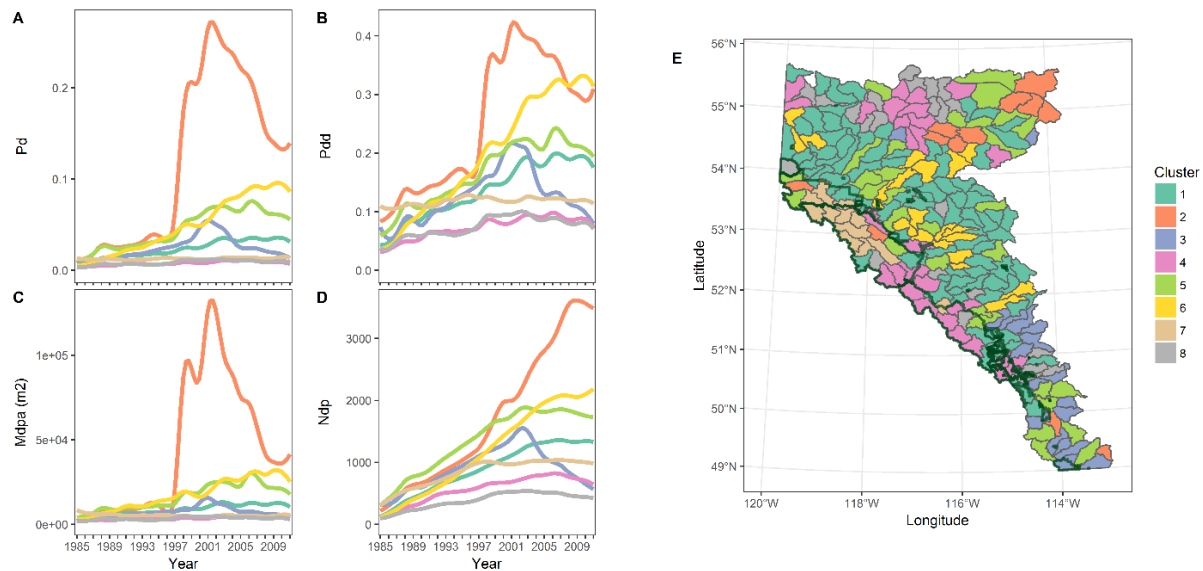 A
Pd
0.2
0.1
0.0
B
Pdd
0.4
0.3
0.2
0.1
0.0
C
Mdpa (m2)
1e+05
5e+04
0e+00
1985 1989 1993 1997 2001 2005 2009
Year
D
Ndp
3000
2000
1000
0
1985 1989 1993 1997 2001 2005 2009
Year
E
Latitude
56°N
55°N
54°N
53°N
52°N
51°N
50°N
49°N
120°W 118°W 116°W 114°W
Longitude
Cluster
1
2
3
4
5
6
7
8